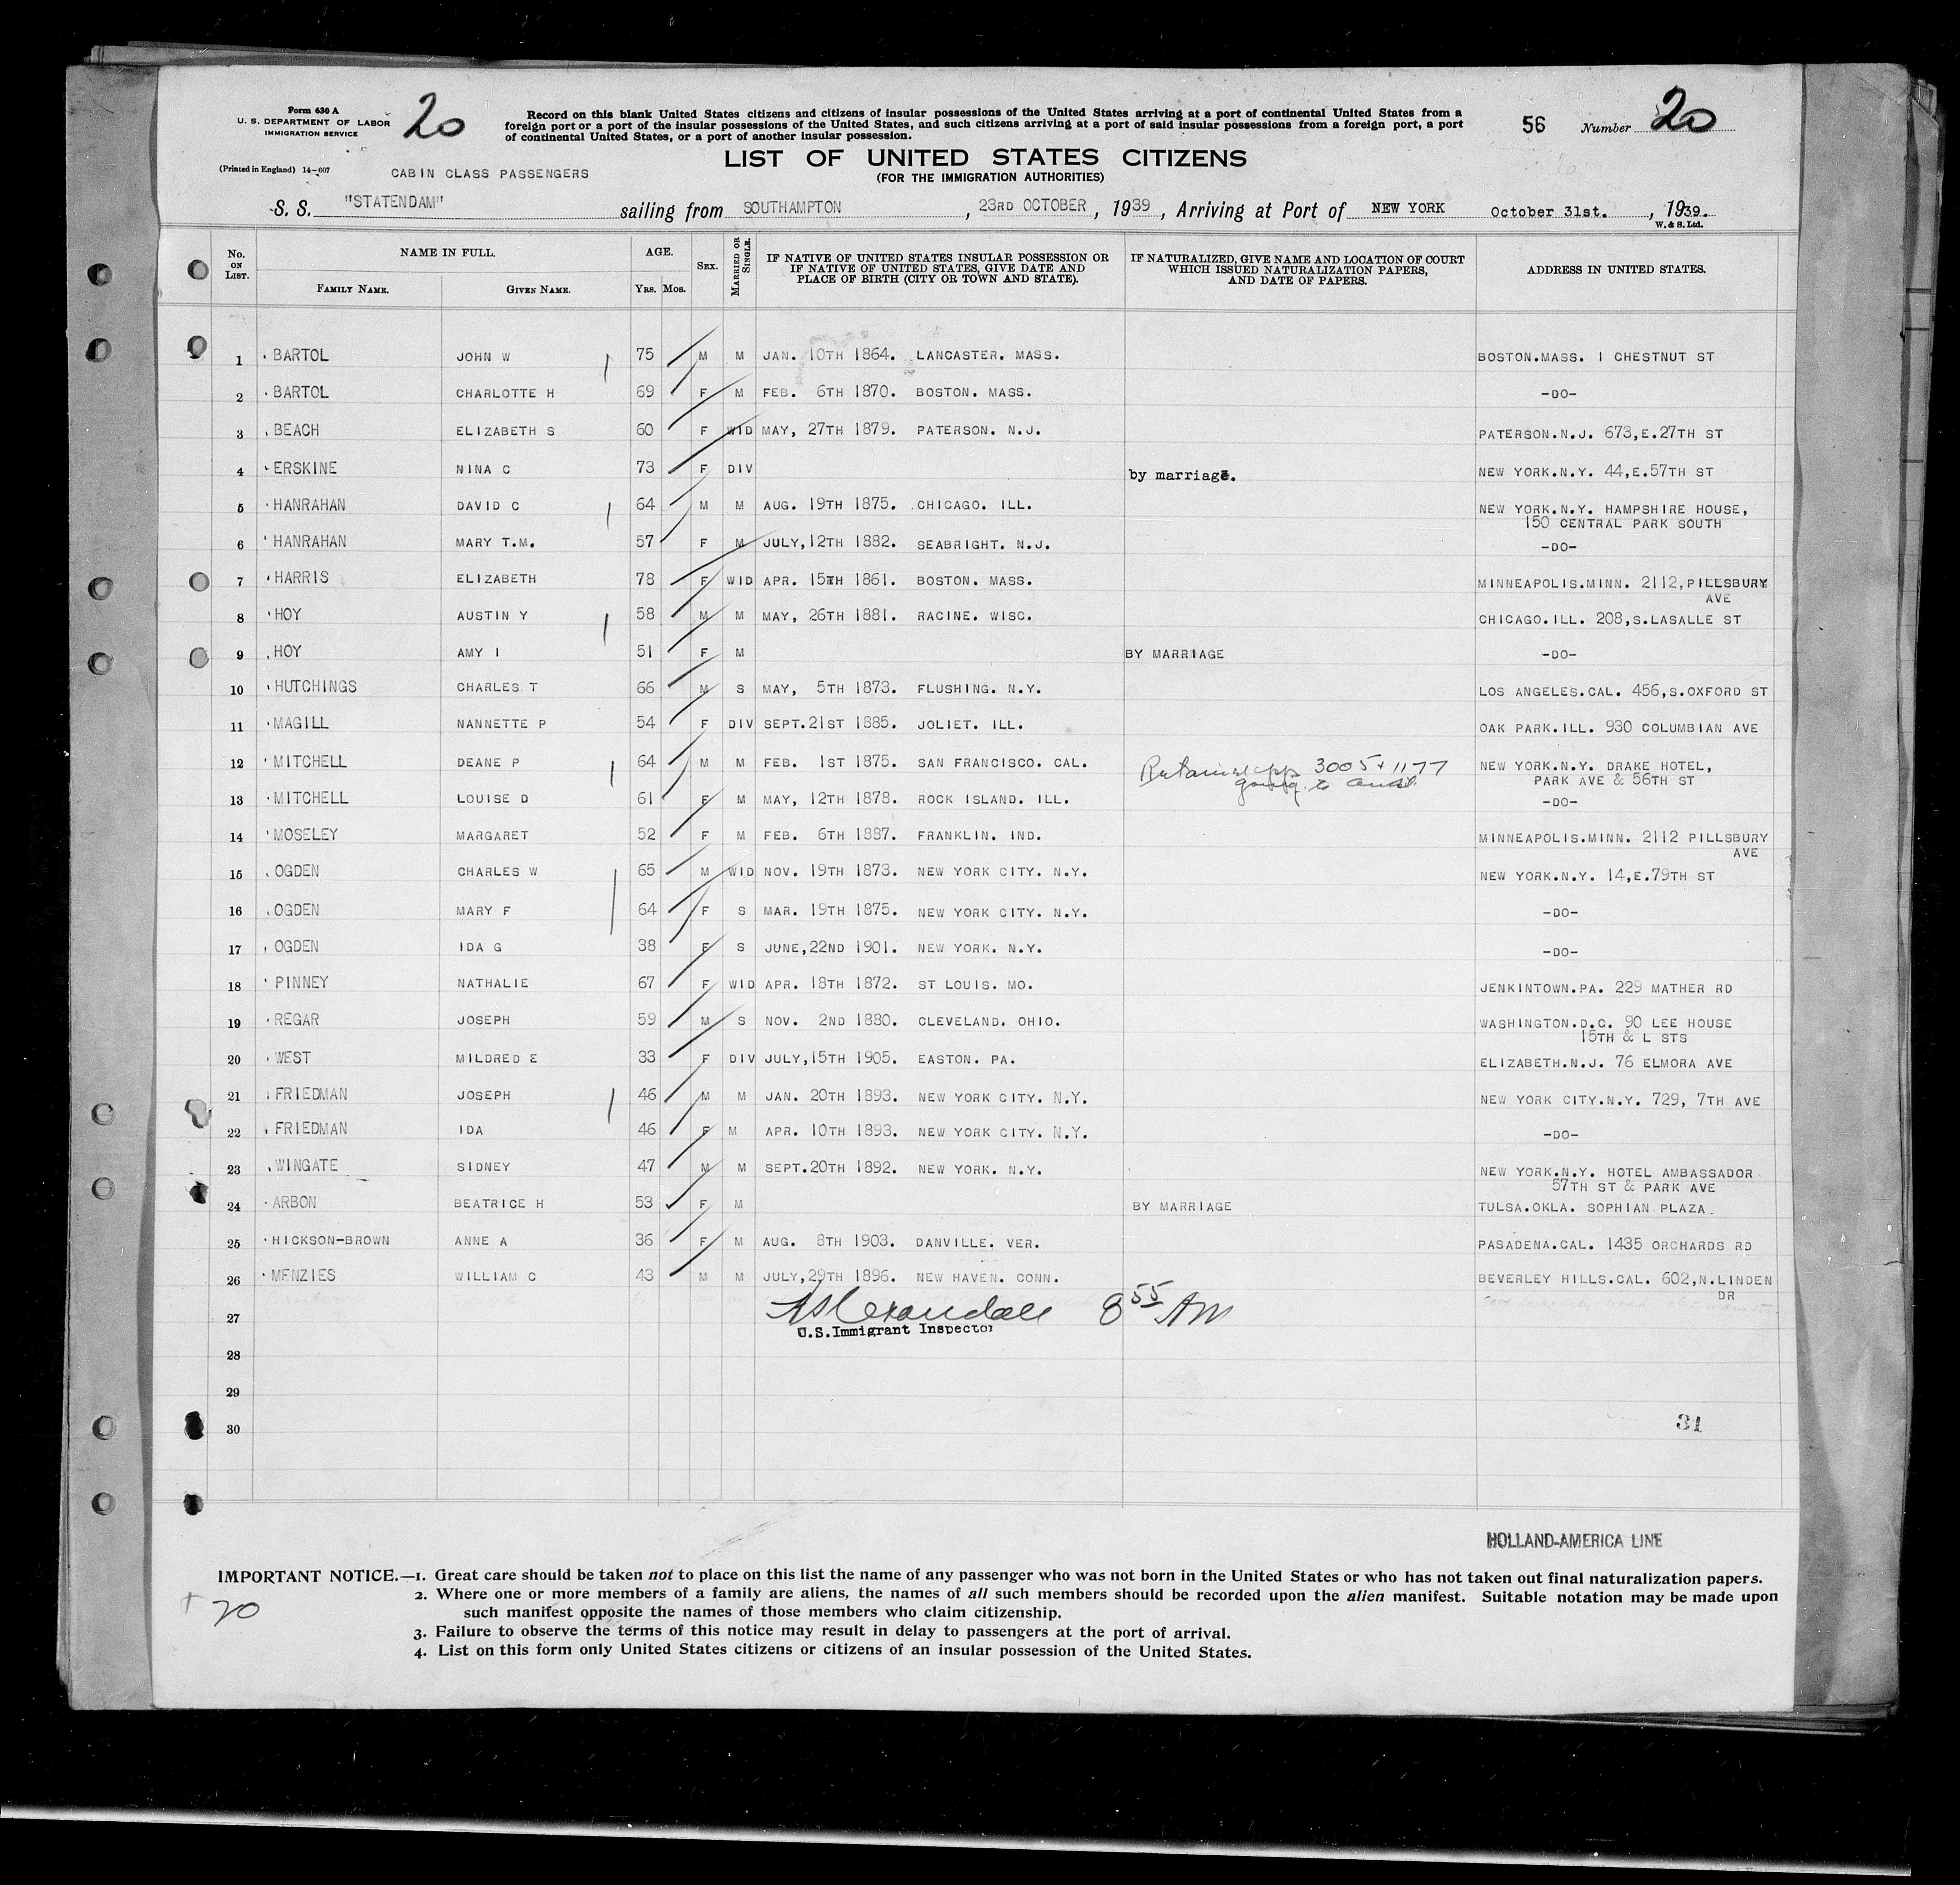 Form 630 A
U. S. DEPARTMENT OF LABOR
IMMIGRATION SERVICE
20
Record on this blank United States citizens and citizens of insular possessions of the United States arriving at a port of continental United States from a
foreign port or a port of the insular possessions of the United States, and such citizens arriving at a port of said insular possessions from a foreign port, a port
of continental United States, or a port of another insular possession.
56 Number 20
LIST OF UNITED STATES CITIZENS
(FOR THE IMMIGRATION AUTHORITIES)
(Printed in England) 14-607
CABIN CLASS PASSENGERS
S. S. "STATENDAM" sailing from SOUTHAMPTON, 23RD OCTOBER, 1939, Arriving at Port of NEW YORK October 31st., 1939.
W. & S. Ltd.
No. ON LIST. NAME IN FULL. AGE. SEX. MARRIED OR SINGLE. IF NATIVE OF UNITED STATES INSULAR POSSESSION OR IF NATIVE OF UNITED STATES, GIVE DATE AND PLACE OF BIRTH (CITY OR TOWN AND STATE). IF NATURALIZED, GIVE NAME AND LOCATION OF COURT WHICH ISSUED NATURALIZATION PAPERS, AND DATE OF PAPERS. ADDRESS IN UNITED STATES.
FAMILY NAME. GIVEN NAME. YRS. MOS.
1 BARTOL JOHN W 75 M M JAN. 10TH 1864. LANCASTER. MASS. BOSTON.MASS. 1 CHESTNUT ST
2 BARTOL CHARLOTTE H 69 F M FEB. 6TH 1870. BOSTON. MASS. -DO-
3 BEACH ELIZABETH S 60 F WID MAY, 27TH 1879. PATERSON. N.J. PATERSON.N.J. 673,E.27TH ST
4 ERSKINE NINA C 73 F DIV by marriage. NEW YORK.N.Y. 44,E.57TH ST
5 HANRAHAN DAVID C 64 M M AUG. 19TH 1875. CHICAGO. ILL. NEW YORK.N.Y. HAMPSHIRE HOUSE,
150 CENTRAL PARK SOUTH
6 HANRAHAN MARY T.M. 57 F M JULY,12TH 1882. SEABRIGHT. N.J. -DO-
7 HARRIS ELIZABETH 78 F WID APR. 15TH 1861. BOSTON. MASS. MINNEAPOLIS.MINN. 2112,PILLSBURY
AVE
8 HOY AUSTIN Y 58 M M MAY, 26TH 1881. RACINE. WISC. CHICAGO.ILL. 208,S.LASALLE ST
9 HOY AMY I 51 F M BY MARRIAGE -DO-
10 HUTCHINGS CHARLES T 66 M S MAY, 5TH 1873. FLUSHING. N.Y. LOS ANGELES.CAL. 456,S.OXFORD ST
11 MAGILL NANNETTE P 54 F DIV SEPT.21ST 1885. JOLIET. ILL. OAK PARK.ILL. 930 COLUMBIAN AVE
12 MITCHELL DEANE P 64 M M FEB. 1ST 1875. SAN FRANCISCO. CAL. 3005 + 1177 NEW YORK.N.Y. DRAKE HOTEL,
PARK AVE & 56TH ST
13 MITCHELL LOUISE D 61 F M MAY, 12TH 1878. ROCK ISLAND. ILL. -DO-
14 MOSELEY MARGARET 52 F M FEB. 6TH 1887. FRANKLIN. IND. MINNEAPOLIS.MINN. 2112 PILLSBURY
AVE
15 OGDEN CHARLES W 65 M WID NOV. 19TH 1873. NEW YORK CITY. N.Y. NEW YORK.N.Y. 14,E.79TH ST
16 OGDEN MARY F 64 F S MAR. 19TH 1875. NEW YORK CITY. N.Y. -DO-
17 OGDEN IDA G 38 F S JUNE,22ND 1901. NEW YORK. N.Y. -DO-
18 PINNEY NATHALIE 67 F WID APR. 18TH 1872. ST LOUIS. MO. JENKINTOWN.PA. 229 MATHER RD
19 REGAR JOSEPH 59 M S NOV. 2ND 1880. CLEVELAND. OHIO. WASHINGTON.D.C. 90 LEE HOUSE
15TH & L STS
20 WEST MILDRED E 33 F DIV JULY,15TH 1905. EASTON. PA. ELIZABETH.N.J. 76 ELMORA AVE
21 FRIEDMAN JOSEPH 46 M M JAN. 20TH 1893. NEW YORK CITY. N.Y. NEW YORK CITY.N.Y. 729, 7TH AVE
22 FRIEDMAN IDA 46 F M APR. 10TH 1893. NEW YORK CITY. N.Y. -DO-
23 WINGATE SIDNEY 47 M M SEPT.20TH 1892. NEW YORK. N.Y. NEW YORK.N.Y. HOTEL AMBASSADOR
57TH ST & PARK AVE
24 ARBON BEATRICE H 53 F M BY MARRIAGE TULSA.OKLA. SOPHIAN PLAZA.
25 HICKSON-BROWN ANNE A 36 F M AUG. 8TH 1903. DANVILLE. VER. PASADENA.CAL. 1435 ORCHARDS RD
26 MENZIES WILLIAM C 43 M M JULY,29TH 1896. NEW HAVEN. CONN. BEVERLEY HILLS.CAL. 602,N.LINDEN
DR
27 8 55 AM
U.S.Immigrant Inspector
28
29
30 31
HOLLAND-AMERICA LINE
IMPORTANT NOTICE.—1. Great care should be taken not to place on this list the name of any passenger who was not born in the United States or who has not taken out final naturalization papers.
2. Where one or more members of a family are aliens, the names of all such members should be recorded upon the alien manifest. Suitable notation may be made upon
such manifest opposite the names of those members who claim citizenship.
3. Failure to observe the terms of this notice may result in delay to passengers at the port of arrival.
4. List on this form only United States citizens or citizens of an insular possession of the United States.
20